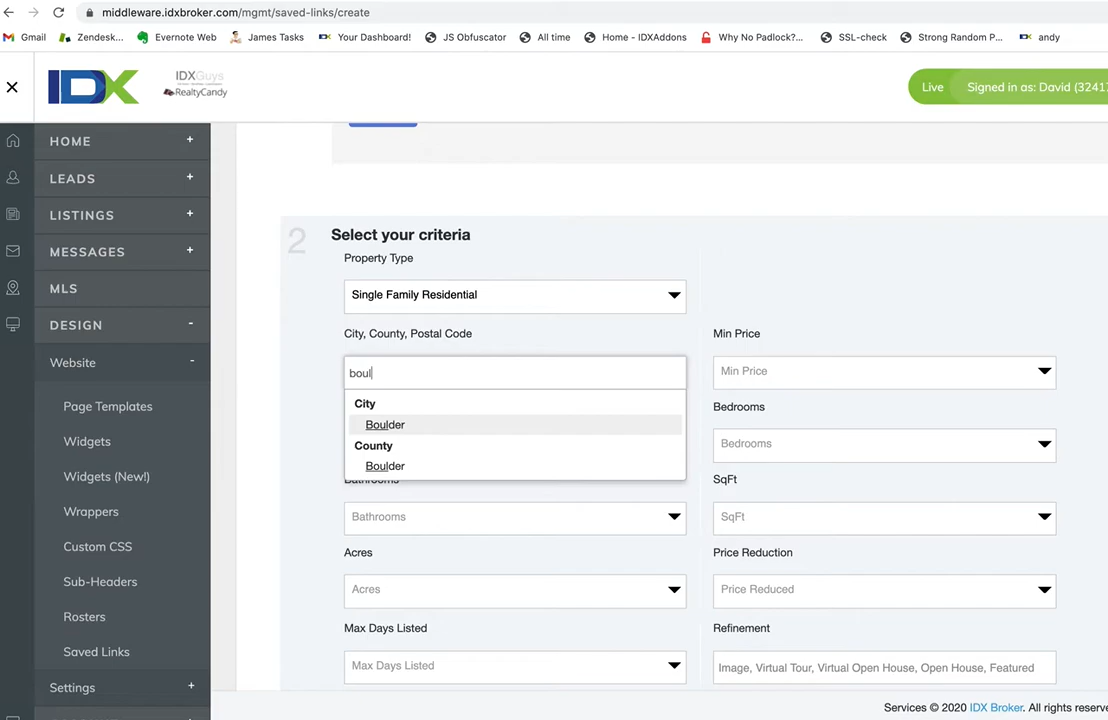 middleware.idxbroker.com/mgmt/saved-links/create
Gmail
Zendesk...
Evernote Web
James Tasks
Your Dashboard!
JS Obfuscator
All time
Home - IDXAddons
Why No Padlock?...
SSL-check
Strong Random P...
andy
IDX
IDXGuys
RealtyCandy
Live
Signed in as: David (32417
HOME +
LEADS +
LISTINGS +
MESSAGES +
MLS
DESIGN -
Website -
Page Templates
Widgets
Widgets (New!)
Wrappers
Custom CSS
Sub-Headers
Rosters
Saved Links
Settings +
2 Select your criteria
Property Type
Single Family Residential
City, County, Postal Code
boul
City
Boulder
County
Boulder
Bathrooms
Bathrooms
Acres
Acres
Max Days Listed
Max Days Listed
Min Price
Min Price
Bedrooms
Bedrooms
SqFt
SqFt
Price Reduction
Price Reduced
Refinement
Image, Virtual Tour, Virtual Open House, Open House, Featured
Services © 2020 IDX Broker. All rights reserve